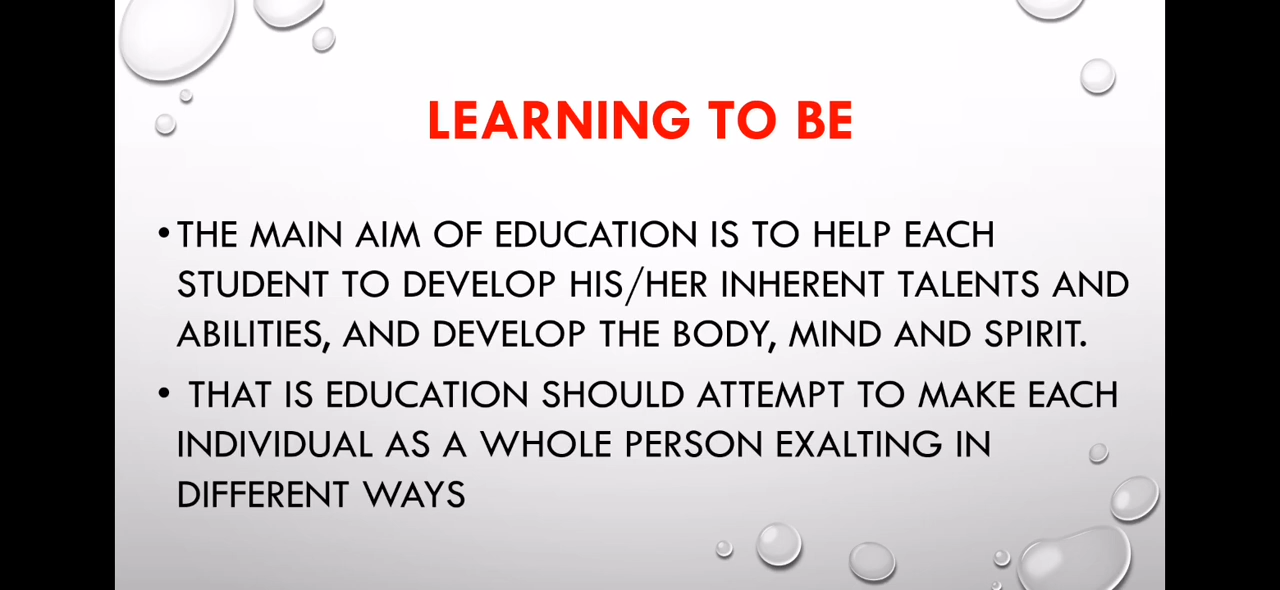 LEARNING TO BE
• THE MAIN AIM OF EDUCATION IS TO HELP EACH
STUDENT TO DEVELOP HIS/HER INHERENT TALENTS AND
ABILITIES, AND DEVELOP THE BODY, MIND AND SPIRIT.
• THAT IS EDUCATION SHOULD ATTEMPT TO MAKE EACH
INDIVIDUAL AS A WHOLE PERSON EXALTING IN
DIFFERENT WAYS